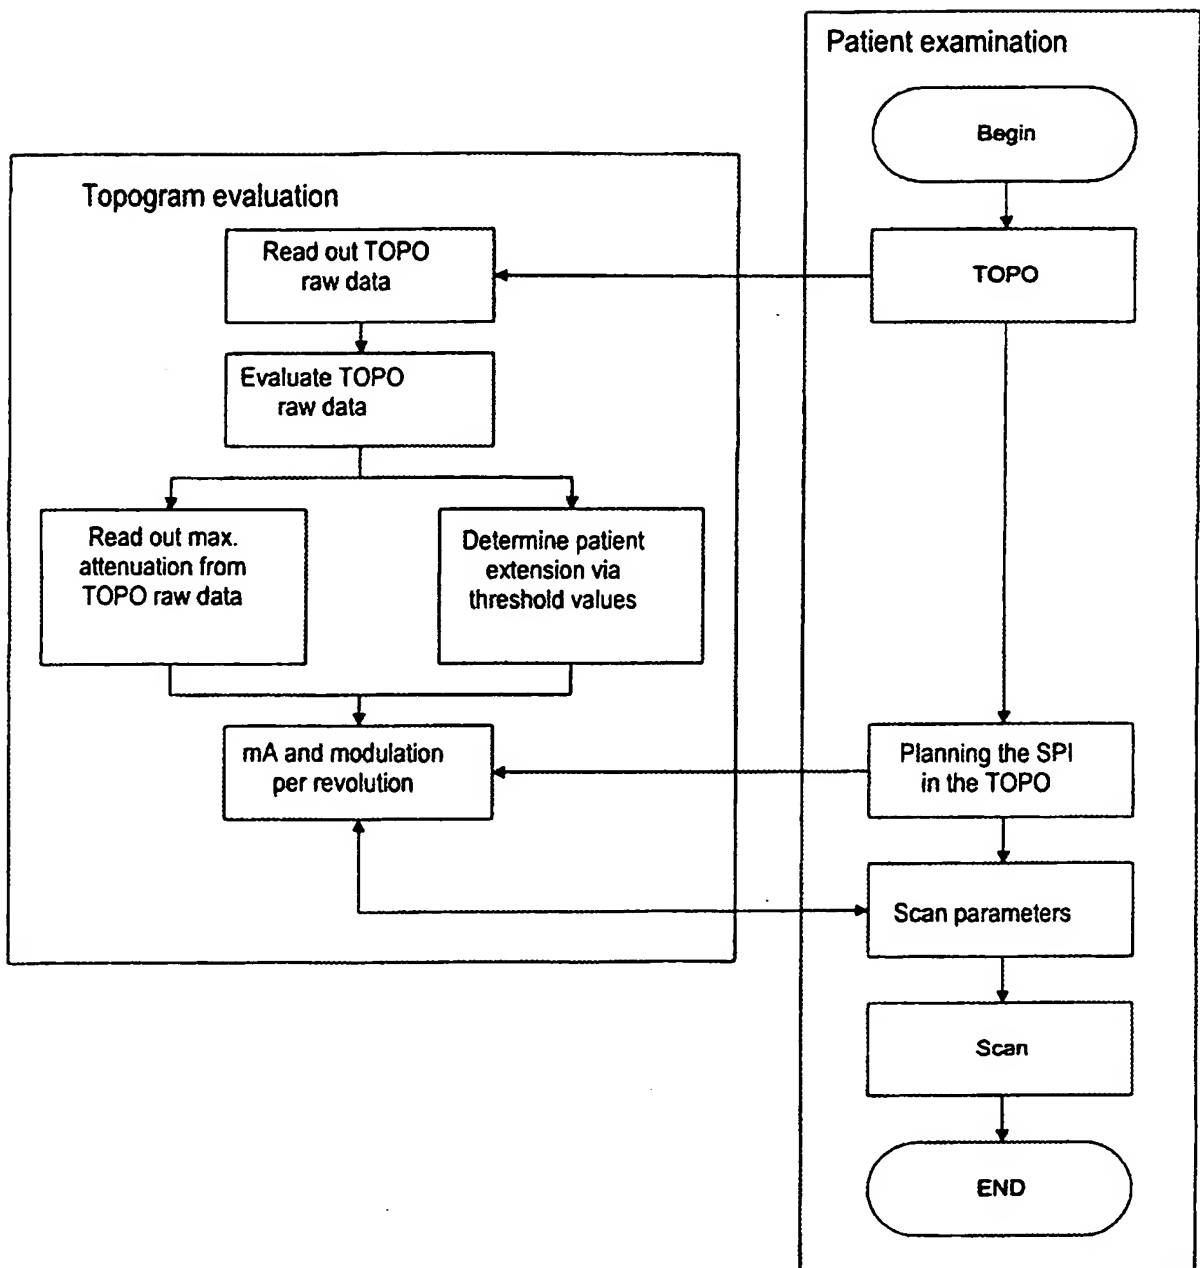 Patient examination
Begin
TOPO
Planning the SPI
in the TOPO
Scan parameters
Scan
END
Topogram evaluation
Read out TOPO
raw data
Evaluate TOPO
raw data
Read out max.
attenuation from
TOPO raw data
Determine patient
extension via
threshold values
mA and modulation
per revolution